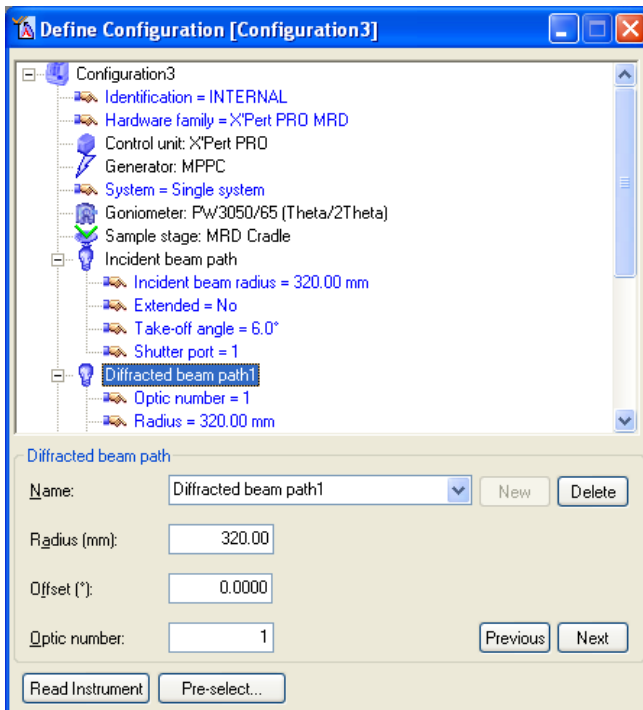 Define Configuration [Configuration3]
Configuration3
Identification = INTERNAL
Hardware family = X'Pert PRO MRD
Control unit: X'Pert PRO
Generator: MPPC
System = Single system
Goniometer: PW3050/65 (Theta/2Theta)
Sample stage: MRD Cradle
Incident beam path
Incident beam radius = 320.00 mm
Extended = No
Take-off angle = 6.0°
Shutter port = 1
Diffracted beam path1
Optic number = 1
Radius = 320.00 mm
Diffracted beam path
Name: Diffracted beam path1 New Delete
Radius (mm): 320.00
Offset (°): 0.0000
Optic number: 1 Previous Next
Read Instrument Pre-select...